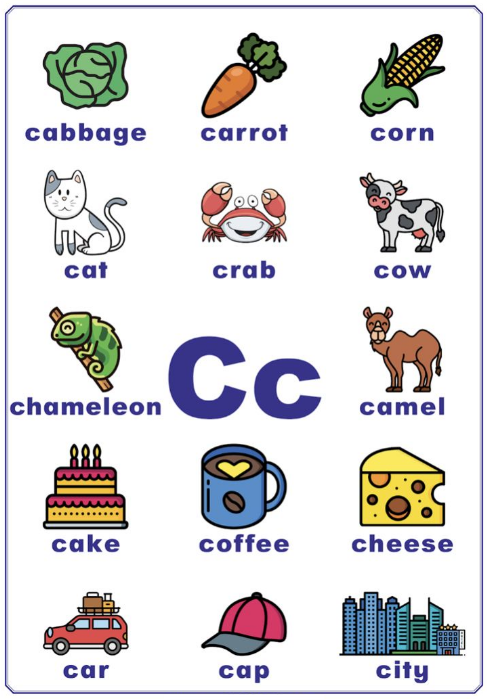 cabbage carrot corn
cat crab cow
chameleon Cc camel
cake coffee cheese
car cap city